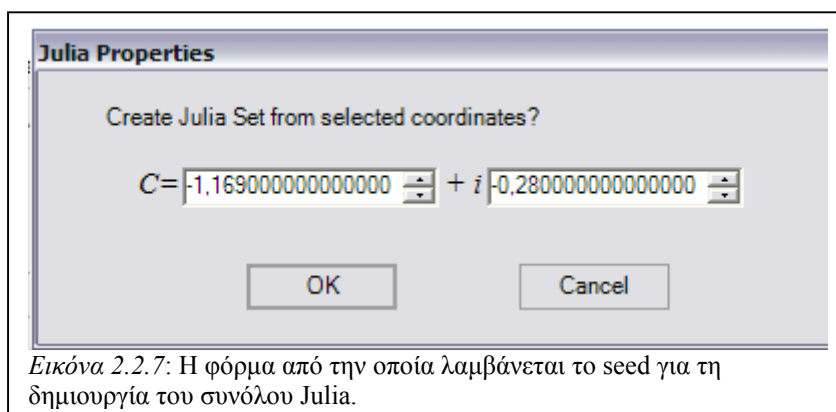 Julia Properties
Create Julia Set from selected coordinates?
C= -1,169000000000000 + i -0,280000000000000
OK Cancel
Εικόνα 2.2.7: Η φόρμα από την οποία λαμβάνεται το seed για τη
δημιουργία του συνόλου Julia.